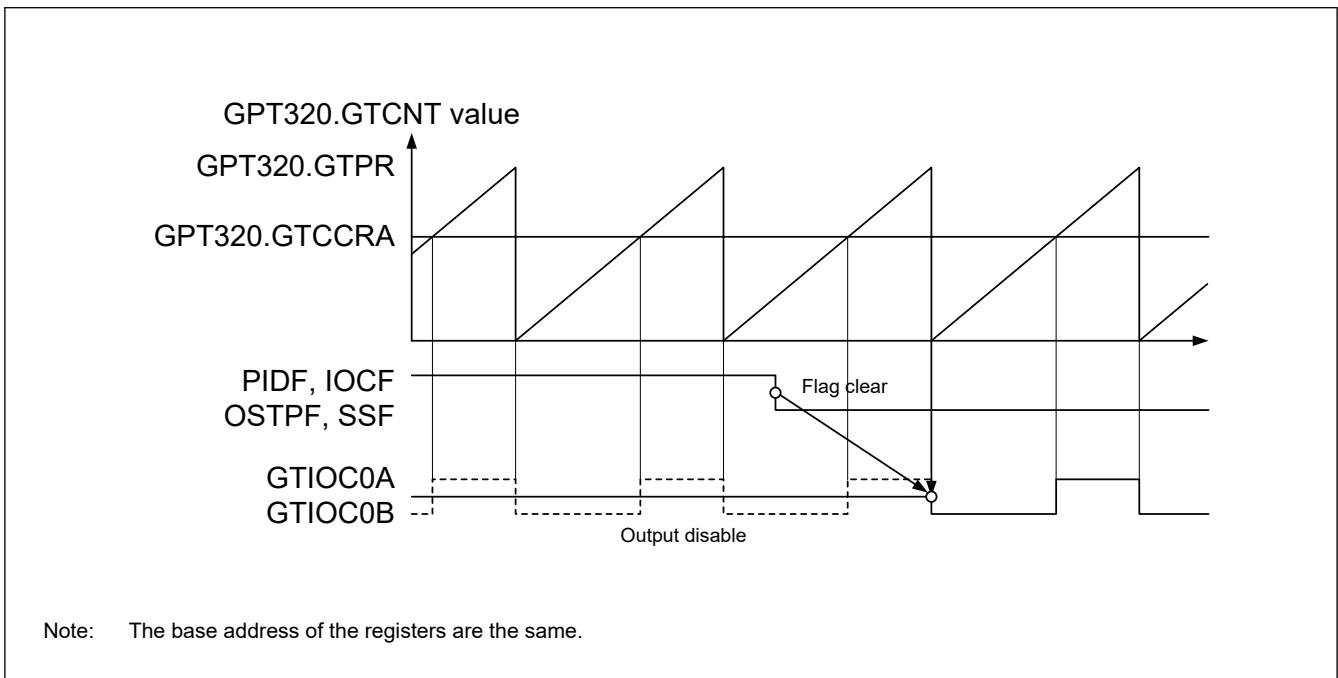 GPT320.GTCNT value
GPT320.GTPR
GPT320.GTCCRA
PIDF, IOCF
Flag clear
OSTPF, SSF
GTIOC0A
GTIOC0B
Output disable
Note: The base address of the registers are the same.